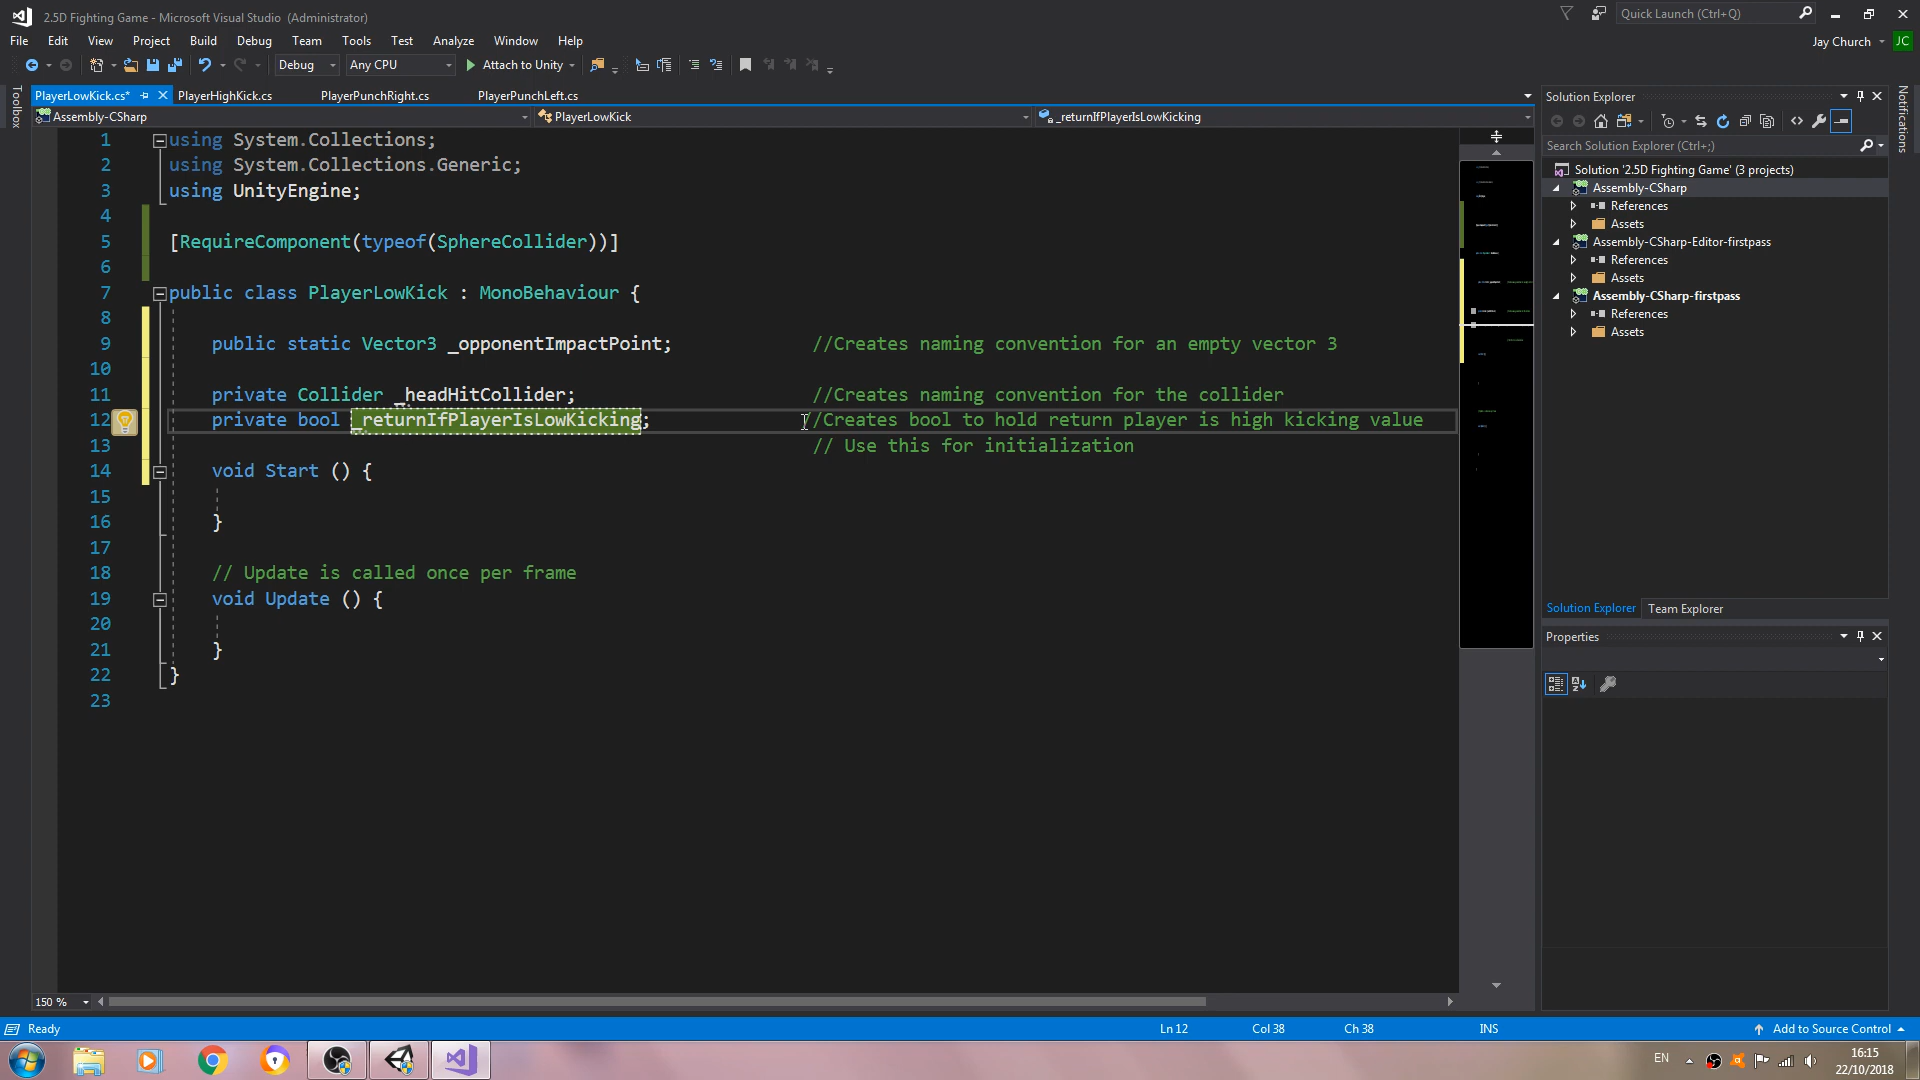 2.5D Fighting Game - Microsoft Visual Studio (Administrator)
Quick Launch (Ctrl+Q)
File Edit View Project Build Debug Team Tools Test Analyze Window Help
Jay Church JC
Debug Any CPU Attach to Unity
Toolbox
PlayerLowKick.cs* PlayerHighKick.cs PlayerPunchRight.cs PlayerPunchLeft.cs
Assembly-CSharp PlayerLowKick _returnIfPlayerIsLowKicking
1 using System.Collections;
2 using System.Collections.Generic;
3 using UnityEngine;
4
5 [RequireComponent(typeof(SphereCollider))]
6
7 public class PlayerLowKick : MonoBehaviour {
8
9 public static Vector3 _opponentImpactPoint; //Creates naming convention for an empty vector 3
10
11 private Collider _headHitCollider; //Creates naming convention for the collider
12 private bool _returnIfPlayerIsLowKicking; //Creates bool to hold return player is high kicking value
13 // Use this for initialization
14 void Start () {
15
16 }
17
18 // Update is called once per frame
19 void Update () {
20
21 }
22 }
23
150 %
Solution Explorer
Search Solution Explorer (Ctrl+;)
Solution '2.5D Fighting Game' (3 projects)
Assembly-CSharp
References
Assets
Assembly-CSharp-Editor-firstpass
References
Assets
Assembly-CSharp-firstpass
References
Assets
Solution Explorer Team Explorer
Properties
Notifications
Ready Ln 12 Col 38 Ch 38 INS Add to Source Control
EN 16:15
22/10/2018